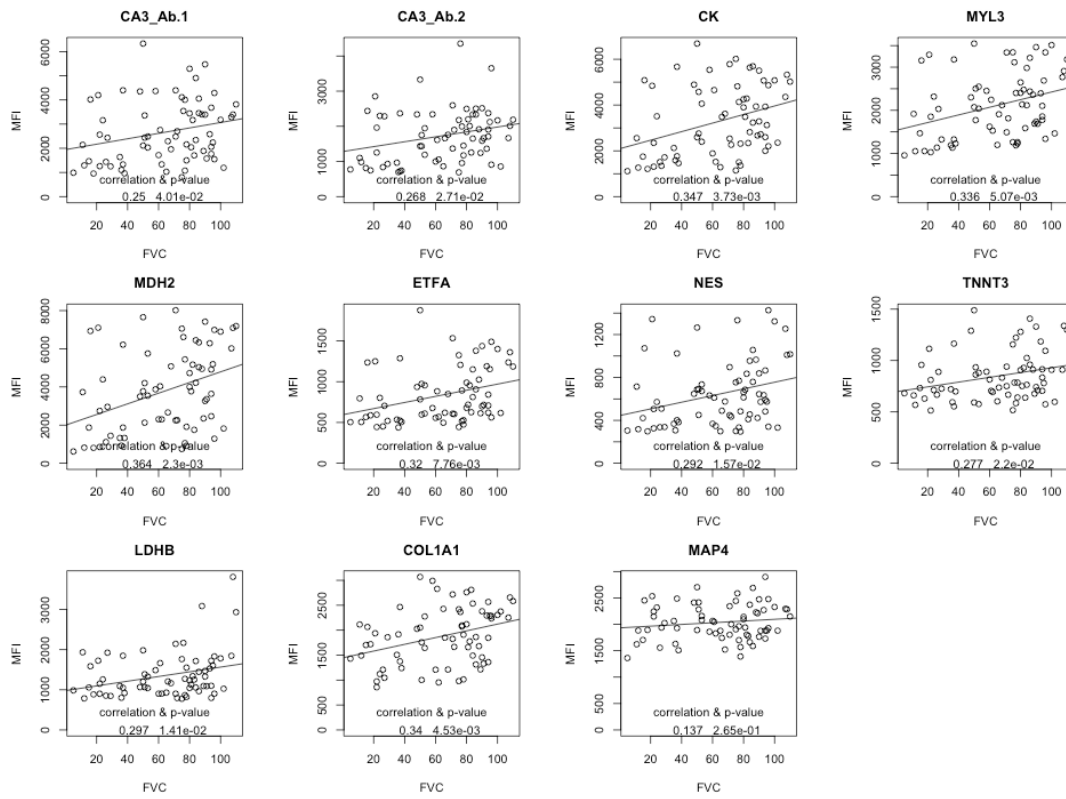 CA3_Ab.1 CA3_Ab.2 CK MYL3
MFI 0 2000 4000 6000
MFI 0 1000 2000 4000
MFI 0 2000 4000 6000
MFI 0 1000 2000 3000
correlation & p-value correlation & p-value correlation & p-value correlation & p-value
0.25 4.01e-02 0.268 2.71e-02 0.347 3.73e-03 0.336 5.07e-03
20 40 60 80 100 20 40 60 80 100 20 40 60 80 100 20 40 60 80 100
FVC FVC FVC FVC
MDH2 ETFA NES TNNT3
MFI 0 2000 4000 6000 8000
MFI 0 500 1000 1500
MFI 0 400 800 1200
MFI 0 500 1000 1500
correlation & p-value correlation & p-value correlation & p-value correlation & p-value
0.364 2.3e-03 0.32 7.76e-03 0.292 1.57e-02 0.277 2.2e-02
20 40 60 80 100 20 40 60 80 100 20 40 60 80 100 20 40 60 80 100
FVC FVC FVC FVC
LDHB COL1A1 MAP4
MFI 0 1000 2000 3000
MFI 0 500 1500 2500
MFI 0 500 1500 2500
correlation & p-value correlation & p-value correlation & p-value
0.297 1.41e-02 0.34 4.53e-03 0.137 2.65e-01
20 40 60 80 100 20 40 60 80 100 20 40 60 80 100
FVC FVC FVC